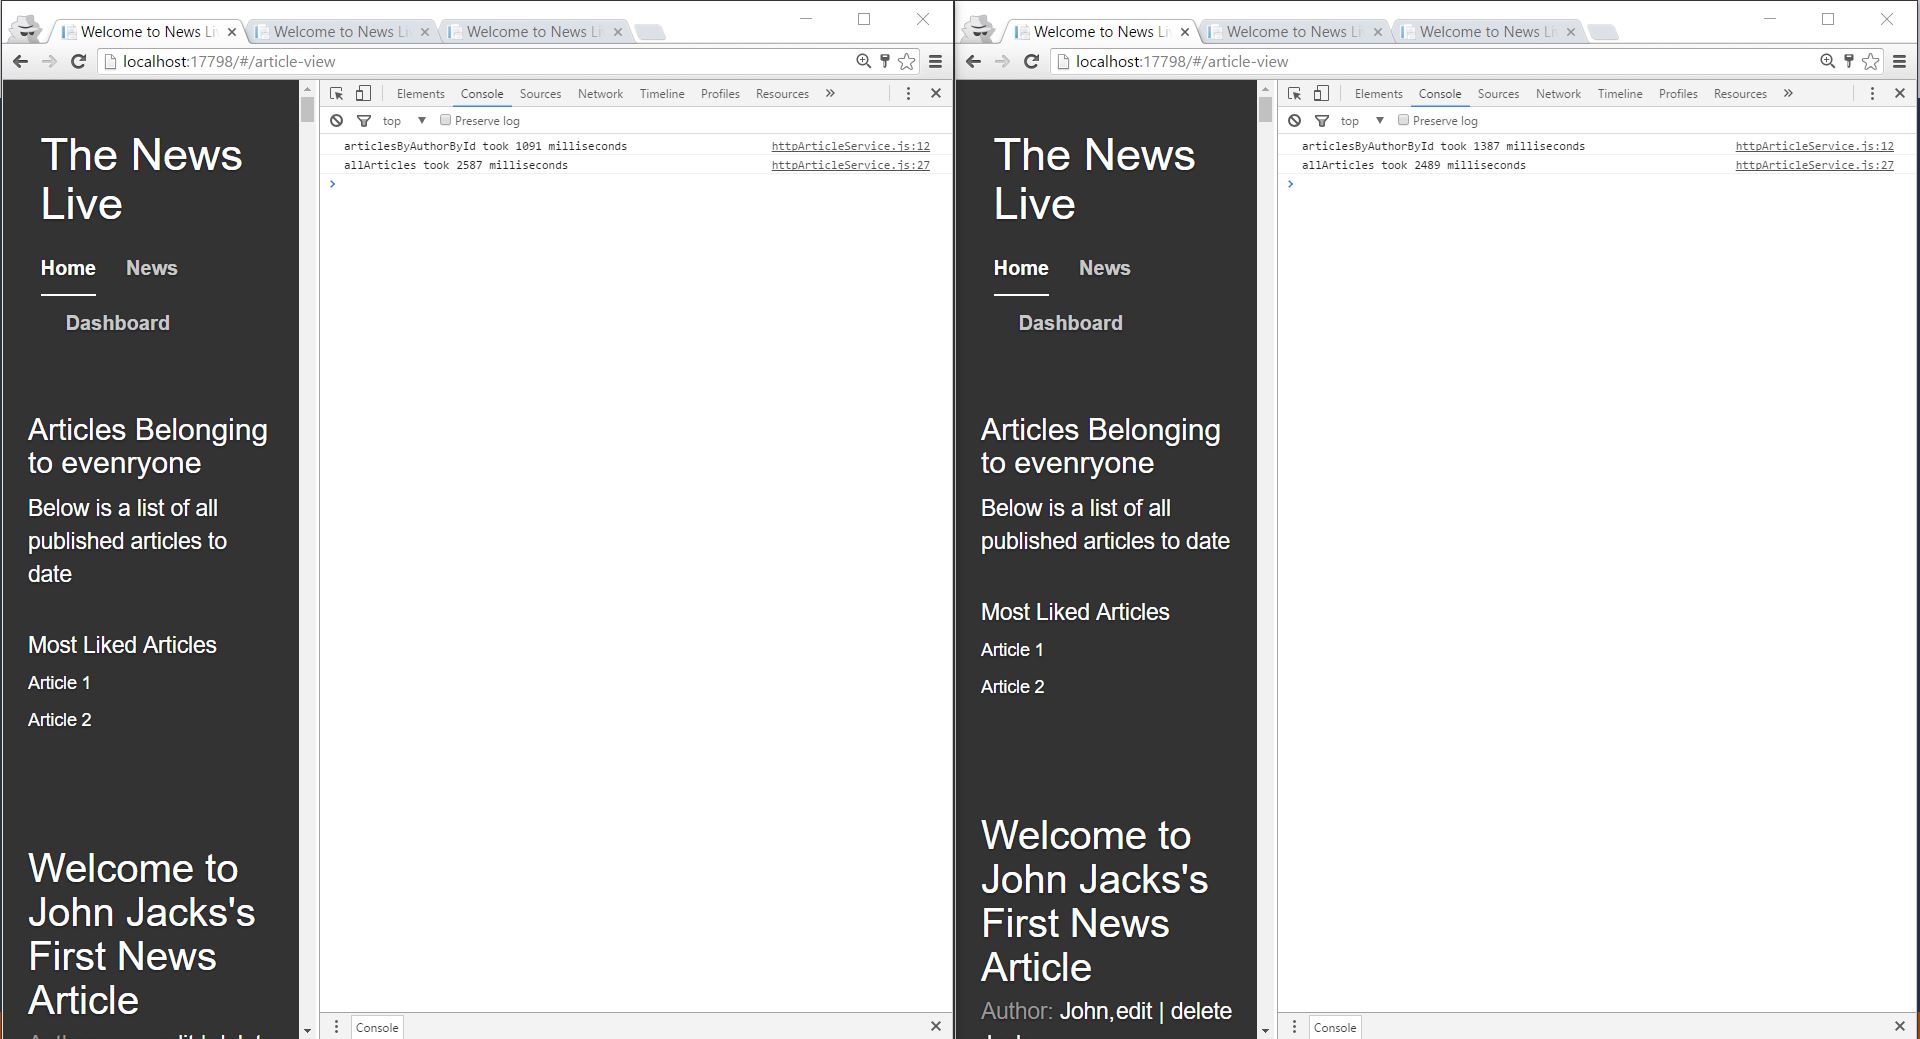 Welcome to News Li
Welcome to News Li
Welcome to News Li
localhost:17798/#/article-view
The News
Live
Home News
Dashboard
Articles Belonging
to evenryone
Below is a list of all
published articles to
date
Most Liked Articles
Article 1
Article 2
Welcome to
John Jacks's
First News
Article
Elements Console Sources Network Timeline Profiles Resources »
top Preserve log
articlesByAuthorById took 1091 milliseconds httpArticleService.js:12
allArticles took 2587 milliseconds httpArticleService.js:27
Console
Welcome to News Li
Welcome to News Li
Welcome to News Li
localhost:17798/#/article-view
The News
Live
Home News
Dashboard
Articles Belonging
to evenryone
Below is a list of all
published articles to date
Most Liked Articles
Article 1
Article 2
Welcome to
John Jacks's
First News
Article
Author: John,edit | delete
Elements Console Sources Network Timeline Profiles Resources »
top Preserve log
articlesByAuthorById took 1387 milliseconds httpArticleService.js:12
allArticles took 2489 milliseconds httpArticleService.js:27
Console